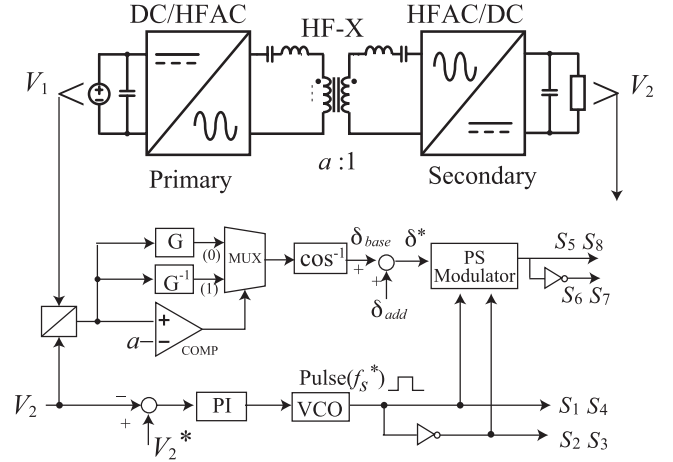 DC/HFAC
HF-X
HFAC/DC
V1
V2
a :1
Primary
Secondary
G
(0)
G-1
(1)
MUX
cos-1
δbase
+
+
δadd
δ*
PS
Modulator
S5 S8
S6 S7
a
+
−
COMP
V2
−
+
V2*
PI
Pulse(fs*)
VCO
S1 S4
S2 S3